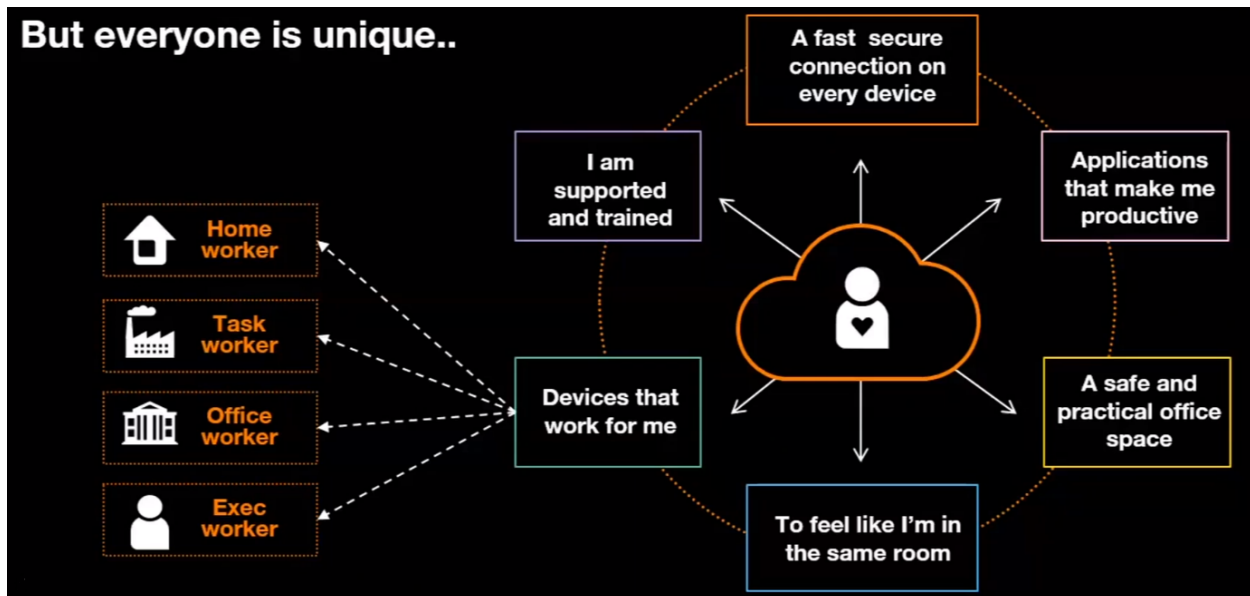 But everyone is unique..
A fast secure
connection on
every device
I am
supported
and trained
Applications
that make me
productive
Home
worker
Task
worker
Office
worker
Exec
worker
Devices that
work for me
A safe and
practical office
space
To feel like I'm in
the same room